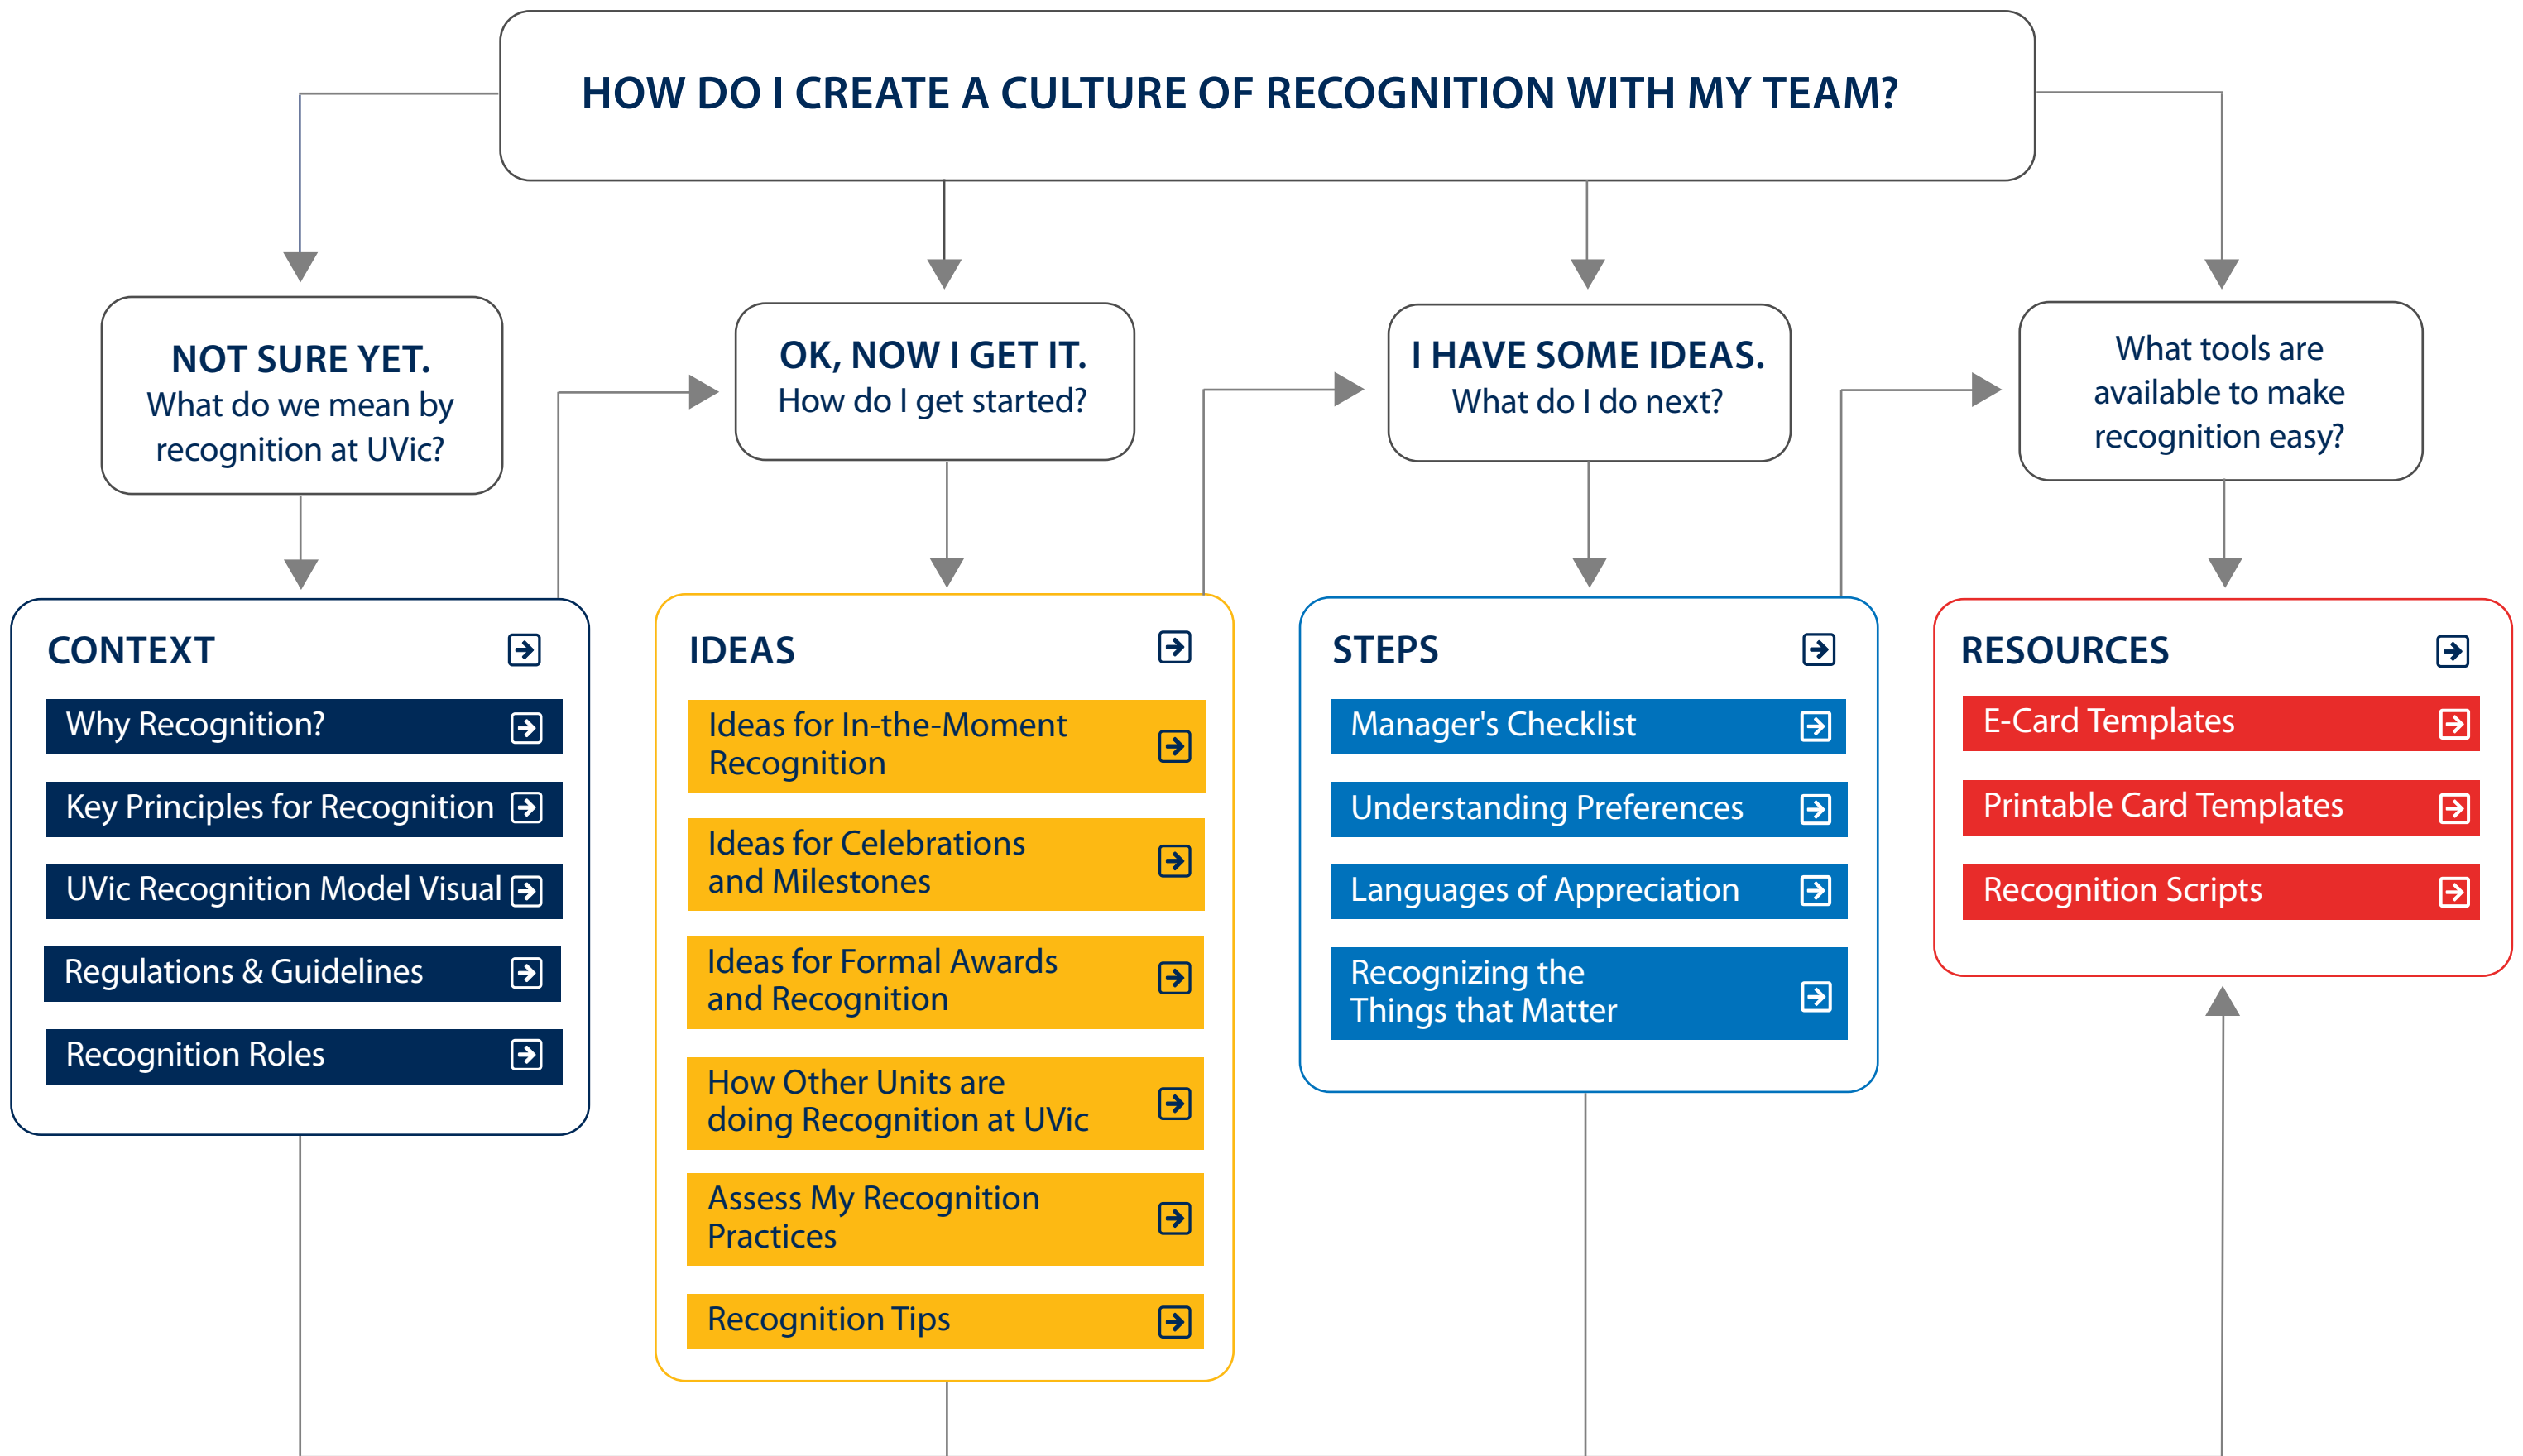 HOW DO I CREATE A CULTURE OF RECOGNITION WITH MY TEAM?
NOT SURE YET.
What do we mean by
recognition at UVic?
OK, NOW I GET IT.
How do I get started?
I HAVE SOME IDEAS.
What do I do next?
What tools are
available to make
recognition easy?
CONTEXT
Why Recognition?
Key Principles for Recognition
UVic Recognition Model Visual
Regulations & Guidelines
Recognition Roles
IDEAS
Ideas for In-the-Moment
Recognition
Ideas for Celebrations
and Milestones
Ideas for Formal Awards
and Recognition
How Other Units are
doing Recognition at UVic
Assess My Recognition
Practices
Recognition Tips
STEPS
Manager's Checklist
Understanding Preferences
Languages of Appreciation
Recognizing the
Things that Matter
RESOURCES
E-Card Templates
Printable Card Templates
Recognition Scripts